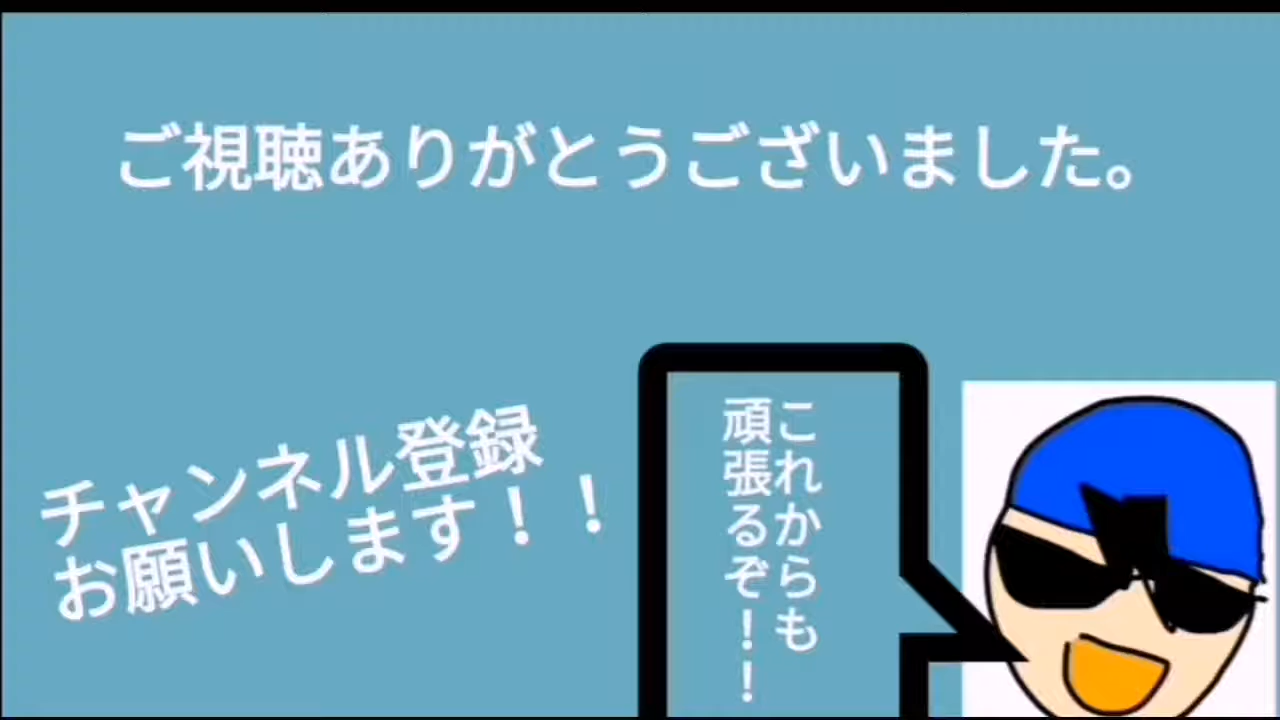 ご視聴ありがとうございました。
チャンネル登録
お願いします！！
これからも
頑張るぞ！！